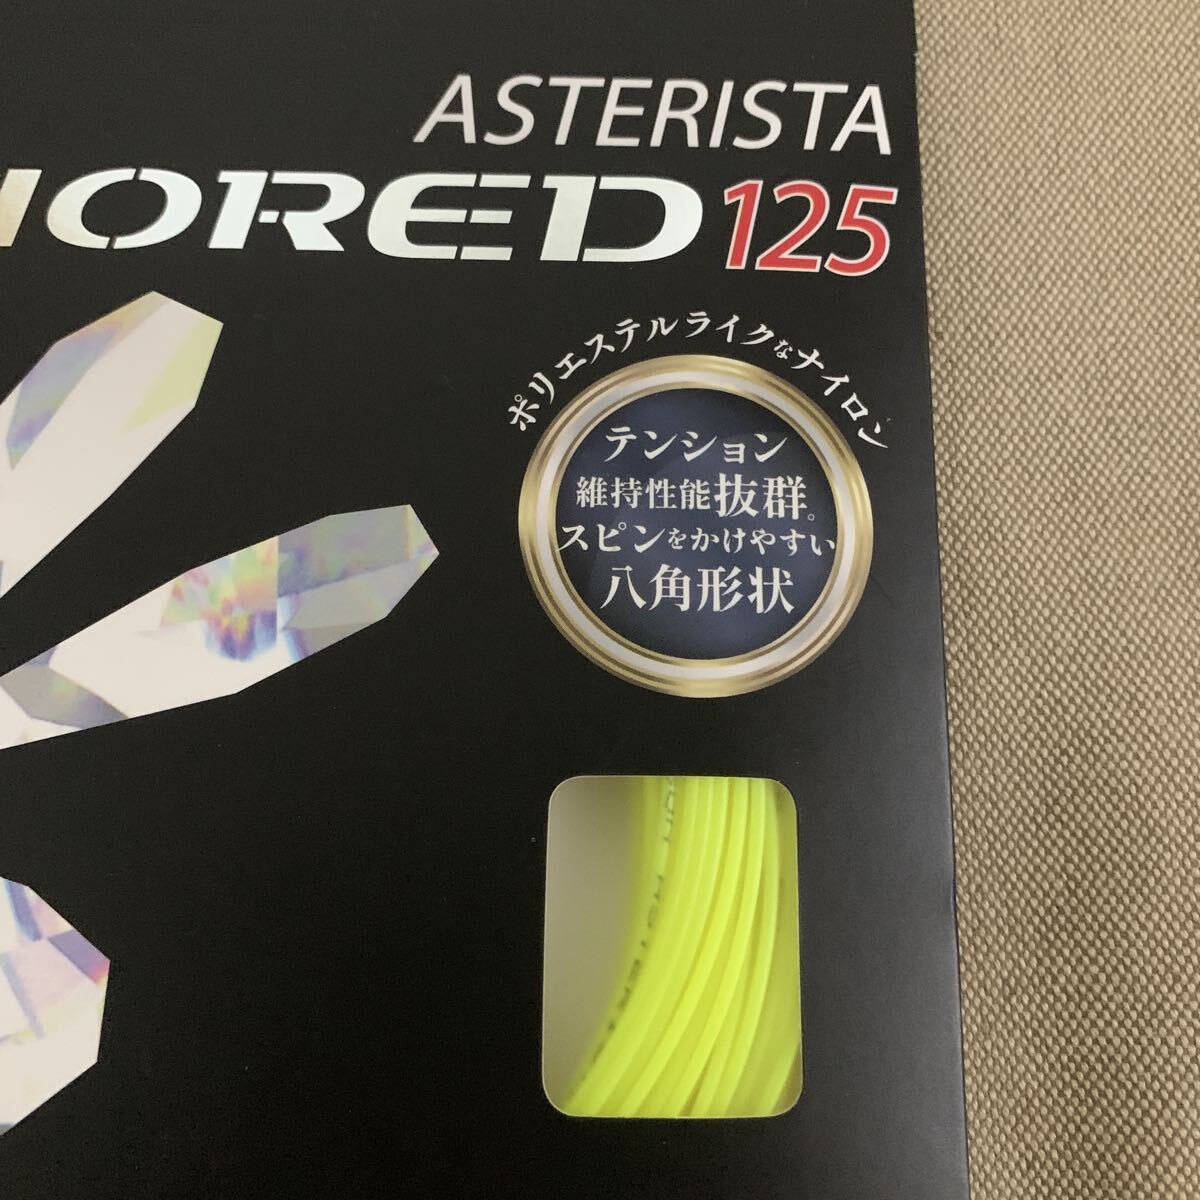 ASTERISTA
ORED 125
ポリエステルライクなナイロン
テンション
維持性能抜群。
スピンをかけやすい
八角形状